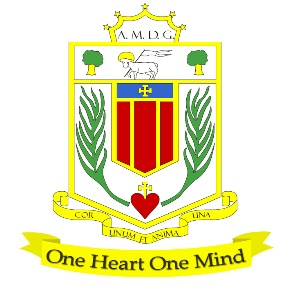 A. M. D. G.
COR UNA
UNUM ET ANIMA
One Heart One Mind